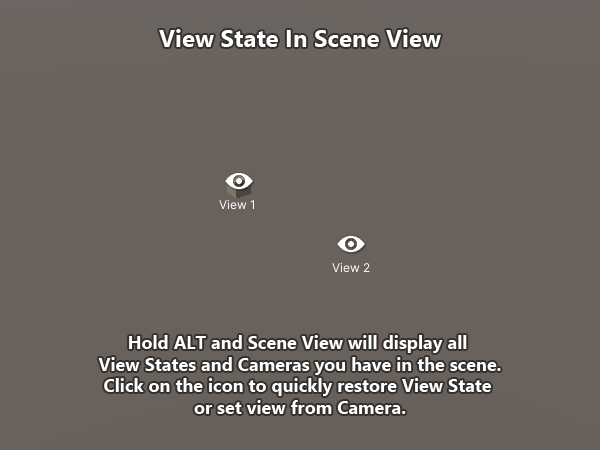 View State In Scene View
View 1
View 2
Hold ALT and Scene View will display all
View States and Cameras you have in the scene.
Click on the icon to quickly restore View State
or set view from Camera.